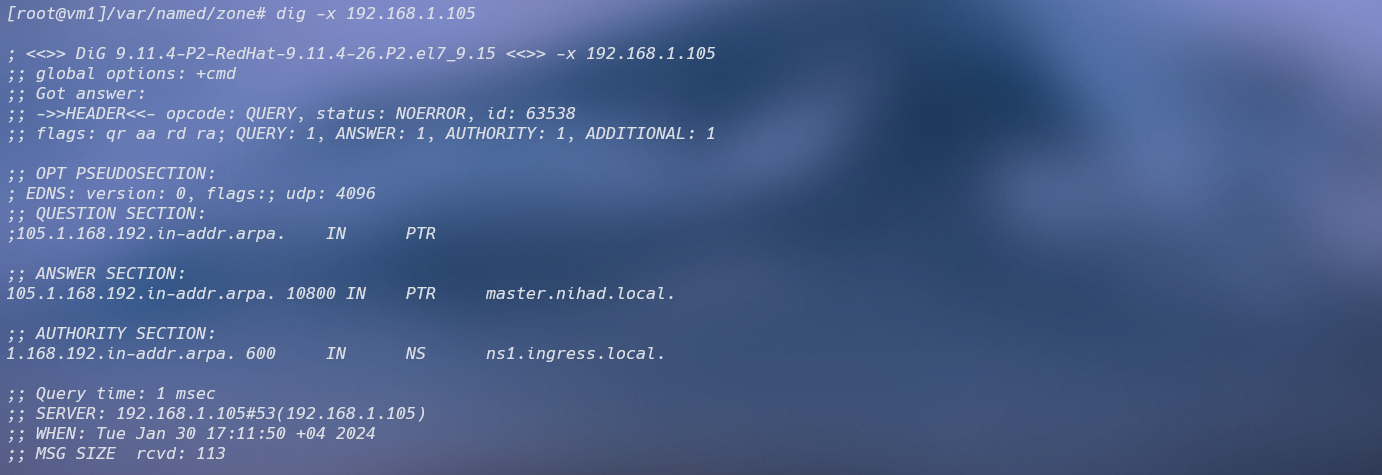 [root@vm1]/var/named/zone# dig -x 192.168.1.105
; <<>> DiG 9.11.4-P2-RedHat-9.11.4-26.P2.el7_9.15 <<>> -x 192.168.1.105
;; global options: +cmd
;; Got answer:
;; ->>HEADER<<- opcode: QUERY, status: NOERROR, id: 63538
;; flags: qr aa rd ra; QUERY: 1, ANSWER: 1, AUTHORITY: 1, ADDITIONAL: 1
;; OPT PSEUDOSECTION:
; EDNS: version: 0, flags:; udp: 4096
;; QUESTION SECTION:
;105.1.168.192.in-addr.arpa.    IN      PTR
;; ANSWER SECTION:
105.1.168.192.in-addr.arpa. 10800 IN    PTR     master.nihad.local.
;; AUTHORITY SECTION:
1.168.192.in-addr.arpa. 600     IN      NS      ns1.ingress.local.
;; Query time: 1 msec
;; SERVER: 192.168.1.105#53(192.168.1.105)
;; WHEN: Tue Jan 30 17:11:50 +04 2024
;; MSG SIZE  rcvd: 113